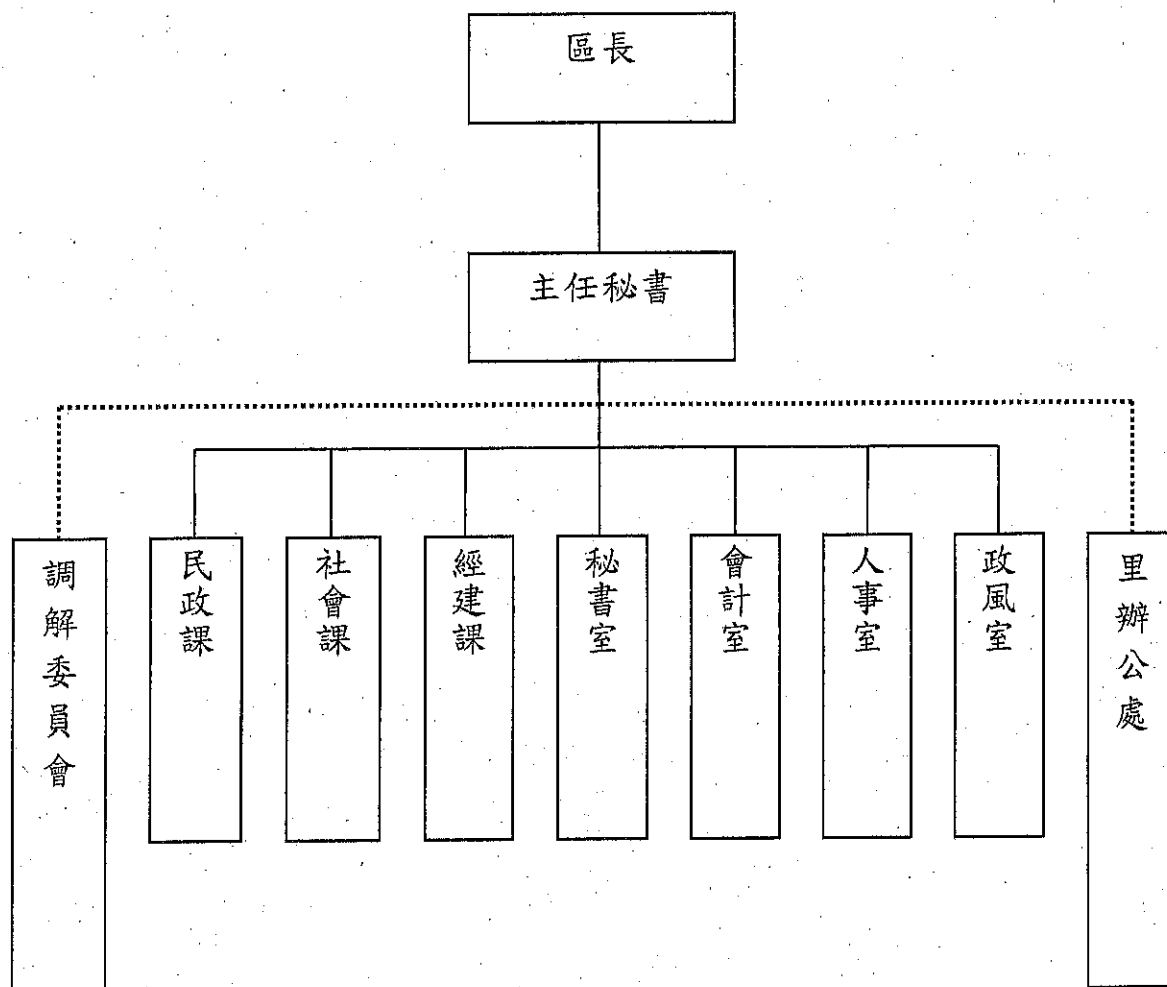 區長
主任秘書
調解委員會
民政課
社會課
經建課
秘書室
會計室
人事室
政風室
里辦公處